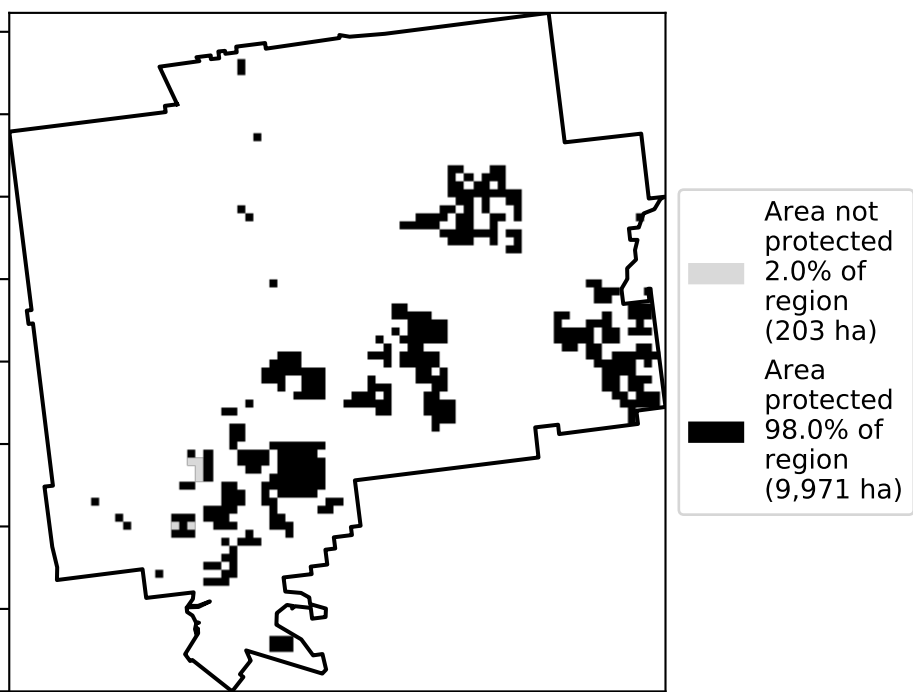 Area not
protected
2.0% of
region
(203 ha)
Area
protected
98.0% of
region
(9,971 ha)